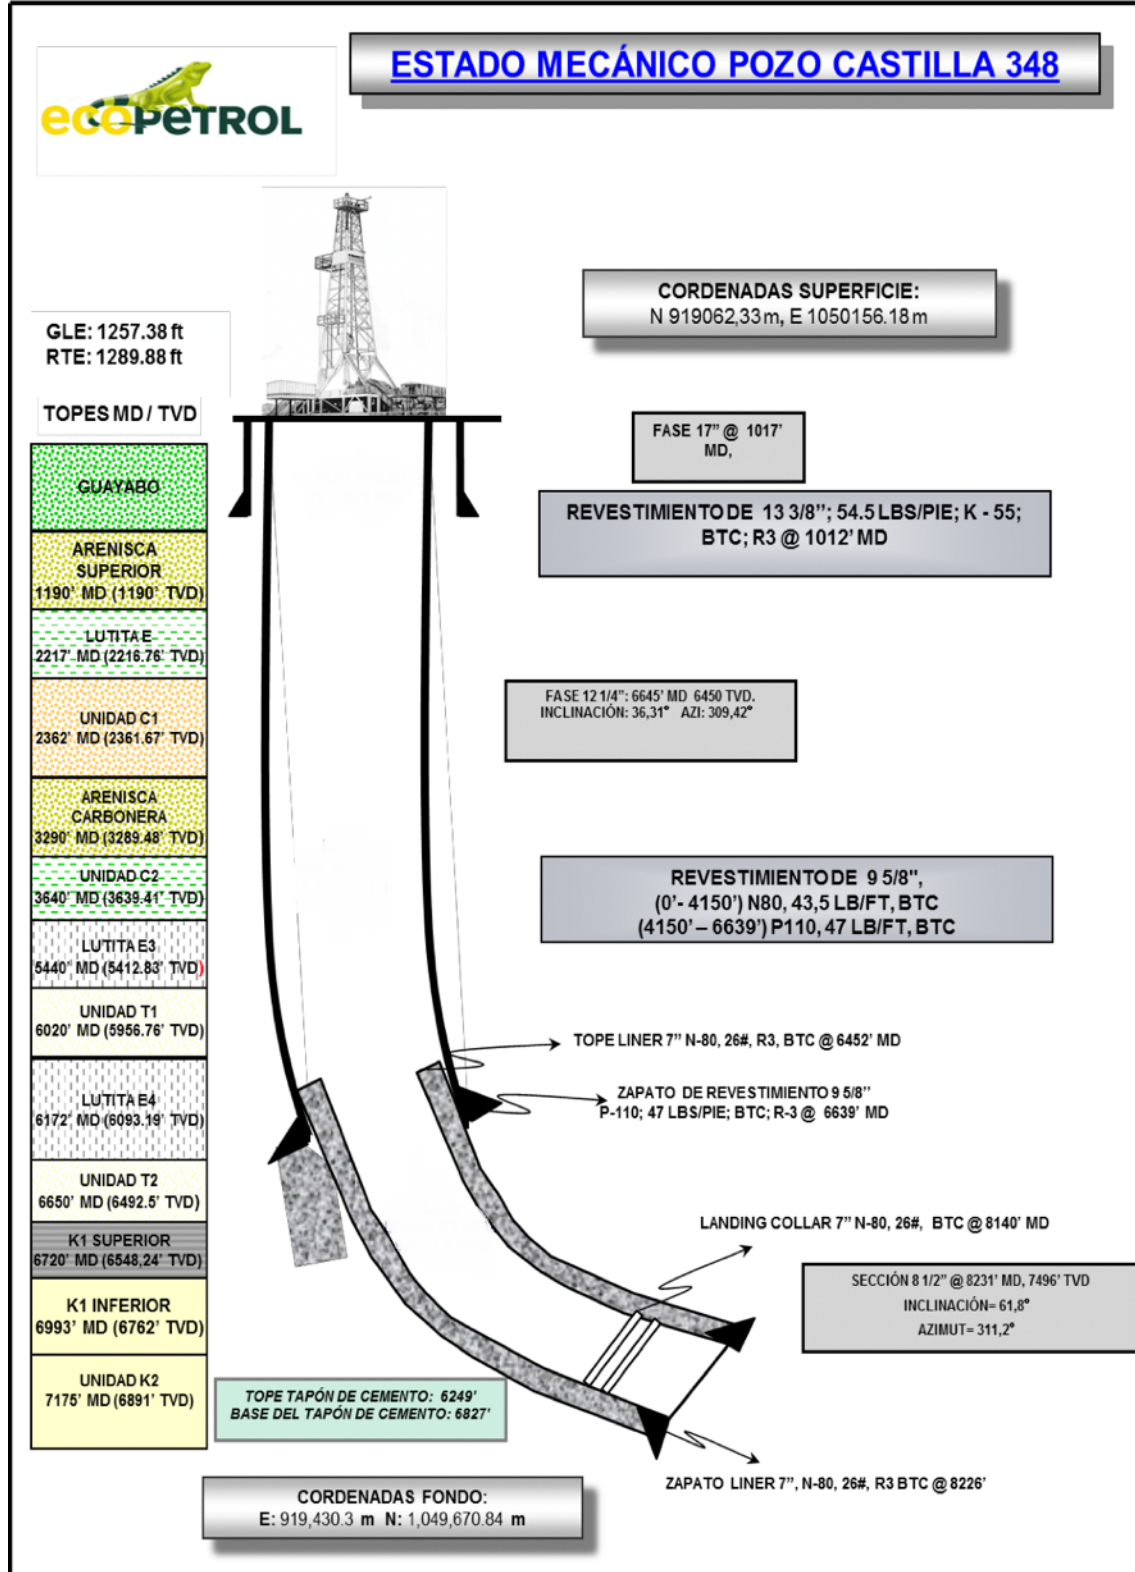 ESTADO MECÁNICO POZO CASTILLA 348
ecoPETROL
CORDENADAS SUPERFICIE:
N 919062,33 m, E 1050156.18 m
GLE: 1257.38 ft
RTE: 1289.88 ft
TOPES MD / TVD
FASE 17” @ 1017’
MD,
GUAYABO
REVESTIMIENTO DE 13 3/8”; 54.5 LBS/PIE; K - 55;
BTC; R3 @ 1012’ MD
ARENISCA
SUPERIOR
1190’ MD (1190’ TVD)
LUTITA E
2217’ MD (2216.76’ TVD)
FASE 12 1/4”: 6645’ MD 6450 TVD.
INCLINACIÓN: 36,31° AZI: 309,42°
UNIDAD C1
2362’ MD (2361.67’ TVD)
ARENISCA
CARBONERA
3290’ MD (3289.48’ TVD)
UNIDAD C2
3640’ MD (3639.41’ TVD)
REVESTIMIENTO DE 9 5/8",
(0’- 4150’) N80, 43,5 LB/FT, BTC
(4150’ – 6639’) P110, 47 LB/FT, BTC
LUTITA E3
5440’ MD (5412.83’ TVD)
UNIDAD T1
6020’ MD (5956.76’ TVD)
TOPE LINER 7” N-80, 26#, R3, BTC @ 6452’ MD
ZAPATO DE REVESTIMIENTO 9 5/8’’
P-110; 47 LBS/PIE; BTC; R-3 @ 6639’ MD
LUTITA E4
6172’ MD (6093.19’ TVD)
UNIDAD T2
6650’ MD (6492.5’ TVD)
LANDING COLLAR 7” N-80, 26#, BTC @ 8140’ MD
K1 SUPERIOR
6720’ MD (6548,24’ TVD)
SECCIÓN 8 1/2” @ 8231’ MD, 7496’ TVD
INCLINACIÓN= 61,8°
AZIMUT= 311,2°
K1 INFERIOR
6993’ MD (6762’ TVD)
UNIDAD K2
7175’ MD (6891’ TVD)
TOPE TAPÓN DE CEMENTO: 6249’
BASE DEL TAPÓN DE CEMENTO: 6827’
ZAPATO LINER 7”, N-80, 26#, R3 BTC @ 8226’
CORDENADAS FONDO:
E: 919,430.3 m N: 1,049,670.84 m